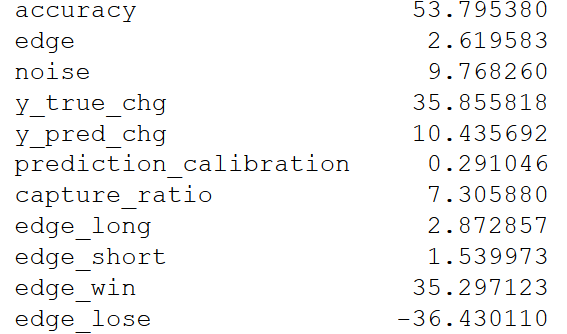 accuracy 53.795380
edge 2.619583
noise 9.768260
y_true_chg 35.855818
y_pred_chg 10.435692
prediction_calibration 0.291046
capture_ratio 7.305880
edge_long 2.872857
edge_short 1.539973
edge_win 35.297123
edge_lose -36.430110